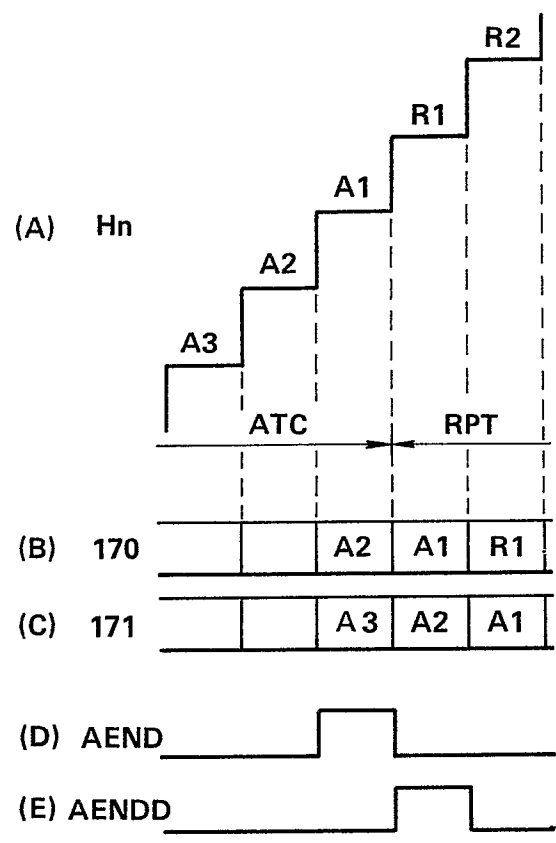 R2
R1
A1
(A) Hn
A2
A3
ATC RPT
(B) 170 A2 A1 R1
(C) 171 A3 A2 A1
(D) AEND
(E) AENDD